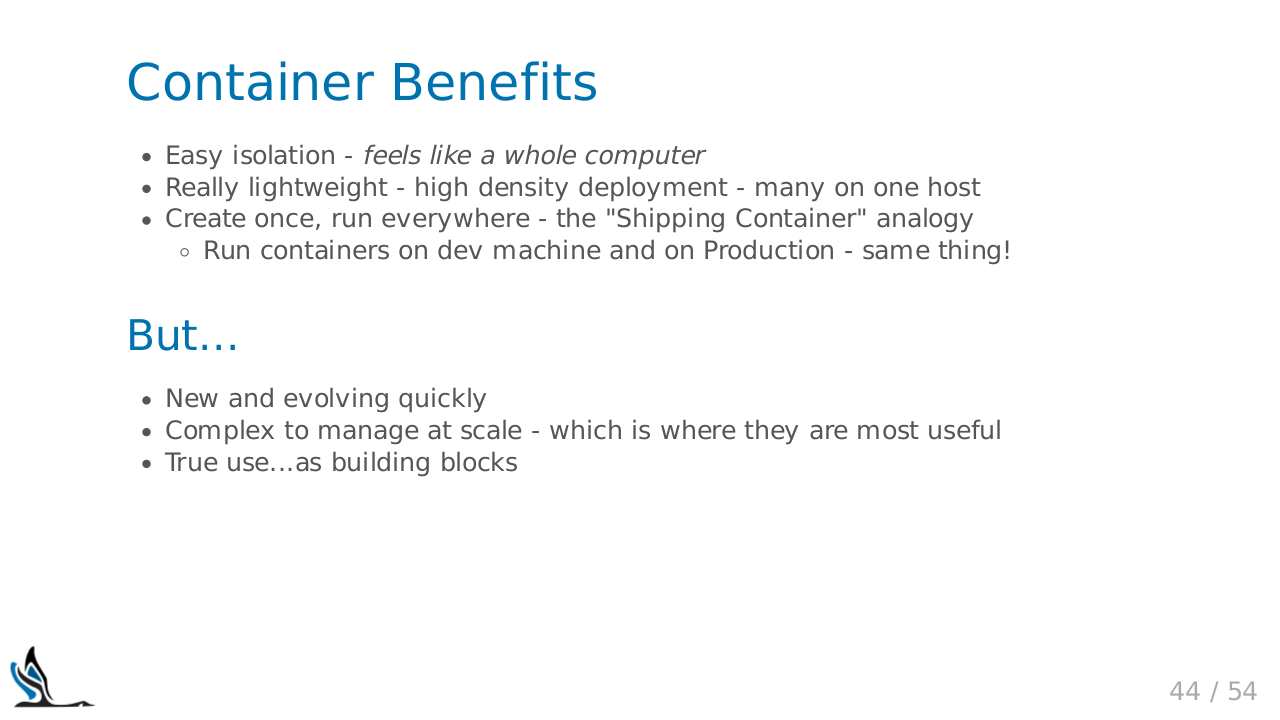 Container Benefits
Easy isolation - feels like a whole computer
Really lightweight - high density deployment - many on one host
Create once, run everywhere - the "Shipping Container" analogy
Run containers on dev machine and on Production - same thing!
But...
New and evolving quickly
Complex to manage at scale - which is where they are most useful
True use...as building blocks
44 / 54